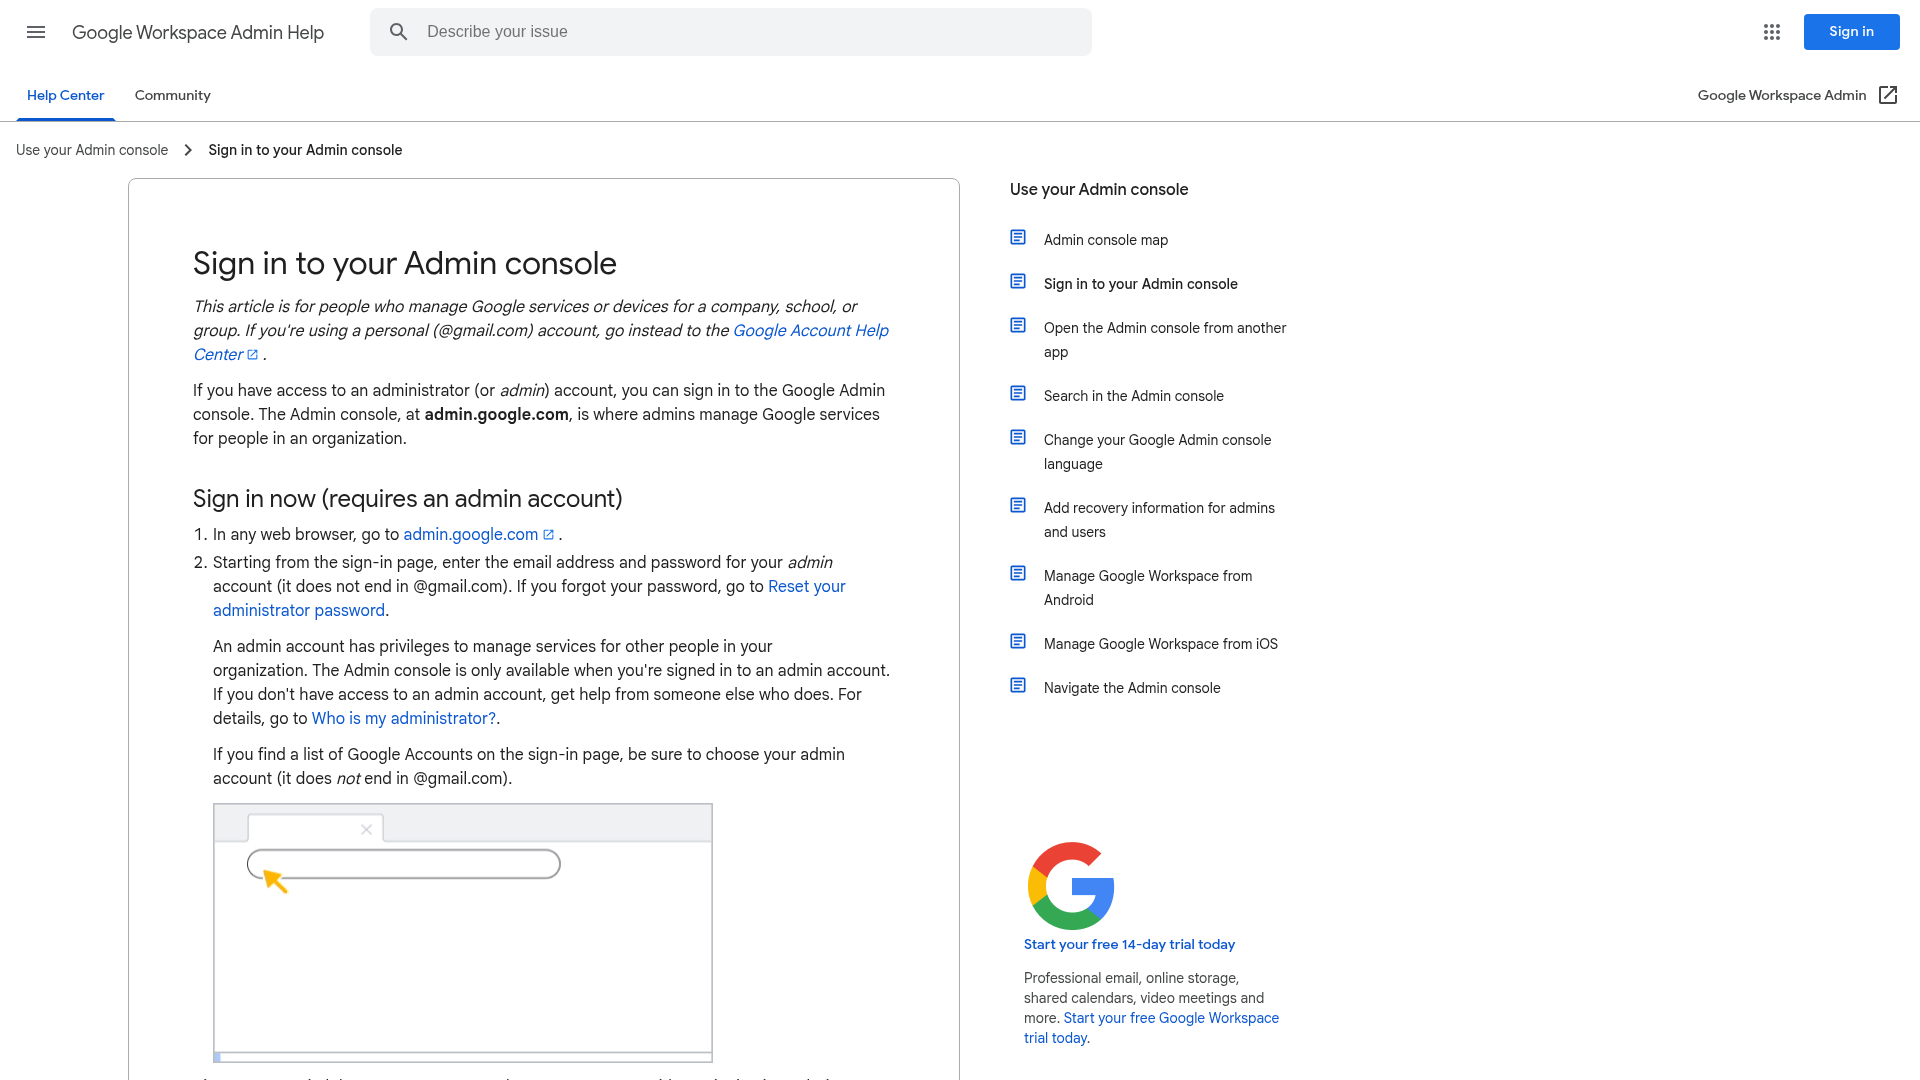 Google Workspace Admin Help
Describe your issue
Sign in
Help Center
Community
Google Workspace Admin
Use your Admin console
Sign in to your Admin console
Sign in to your Admin console
This article is for people who manage Google services or devices for a company, school, or
group. If you're using a personal (@gmail.com) account, go instead to the Google Account Help
Center .
If you have access to an administrator (or admin) account, you can sign in to the Google Admin
console. The Admin console, at admin.google.com, is where admins manage Google services
for people in an organization.
Sign in now (requires an admin account)
1. In any web browser, go to admin.google.com .
2. Starting from the sign-in page, enter the email address and password for your admin
account (it does not end in @gmail.com). If you forgot your password, go to Reset your
administrator password.
An admin account has privileges to manage services for other people in your
organization. The Admin console is only available when you're signed in to an admin account.
If you don't have access to an admin account, get help from someone else who does. For
details, go to Who is my administrator?.
If you find a list of Google Accounts on the sign-in page, be sure to choose your admin
account (it does not end in @gmail.com).
Use your Admin console
Admin console map
Sign in to your Admin console
Open the Admin console from another
app
Search in the Admin console
Change your Google Admin console
language
Add recovery information for admins
and users
Manage Google Workspace from
Android
Manage Google Workspace from iOS
Navigate the Admin console
Start your free 14-day trial today
Professional email, online storage,
shared calendars, video meetings and
more. Start your free Google Workspace
trial today.